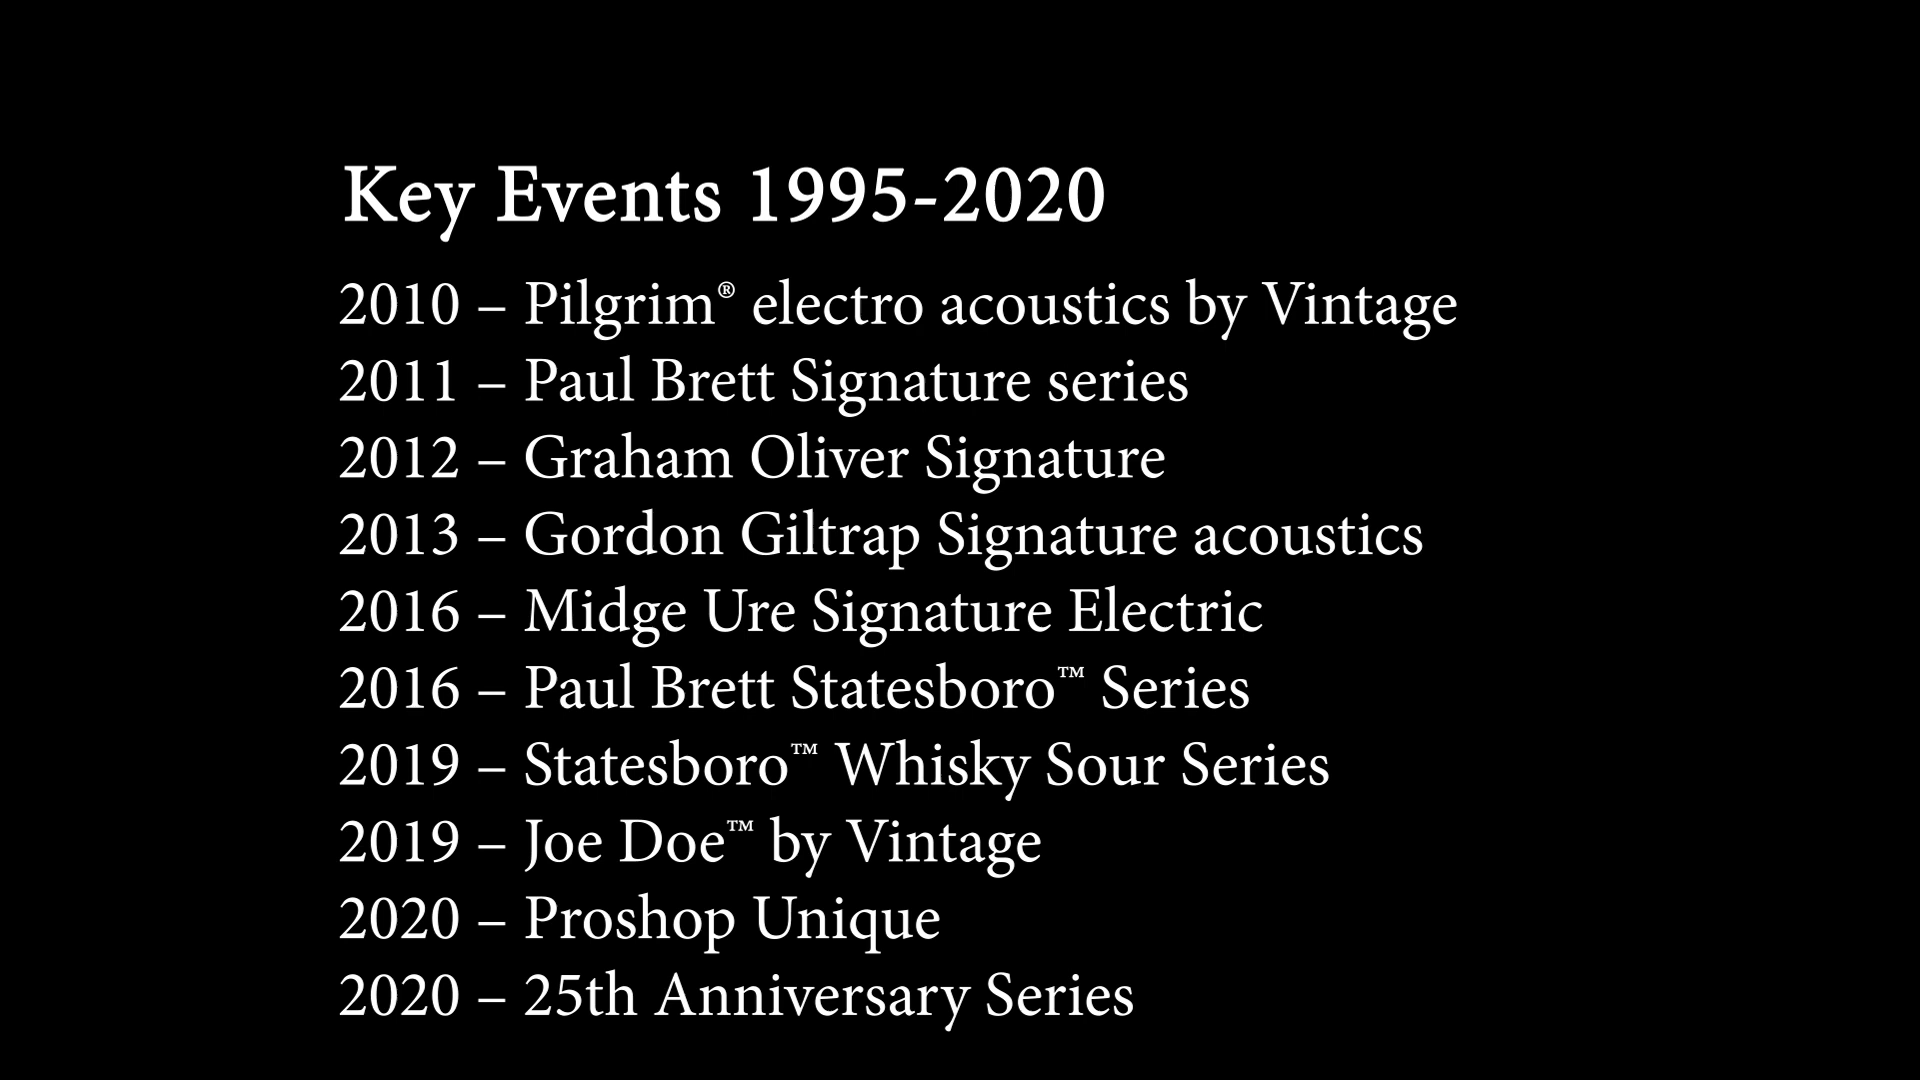 Key Events 1995-2020
2010 – Pilgrim® electro acoustics by Vintage
2011 – Paul Brett Signature series
2012 – Graham Oliver Signature
2013 – Gordon Giltrap Signature acoustics
2016 – Midge Ure Signature Electric
2016 – Paul Brett Statesboro™ Series
2019 – Statesboro™ Whisky Sour Series
2019 – Joe Doe™ by Vintage
2020 – Proshop Unique
2020 – 25th Anniversary Series